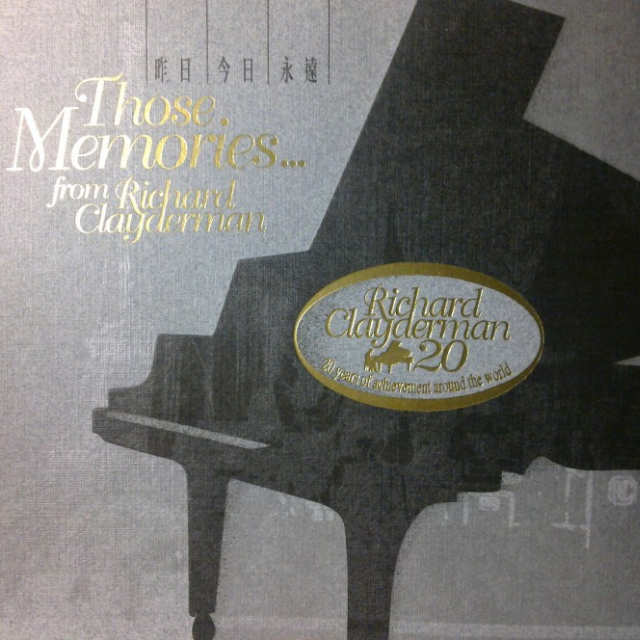 昨日 今日 永遠
Those
Memories...
from Richard
Clayderman
Richard
Clayderman
20
20 years of achievement around the world